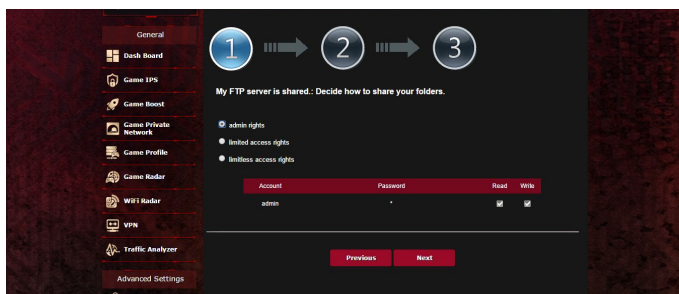 General
Dash Board
Game IPS
Game Boost
Game Private
Network
Game Profile
Game Radar
WiFi Radar
VPN
Traffic Analyzer
Advanced Settings
1
2
3
My FTP server is shared.: Decide how to share your folders.
admin rights
limited access rights
limitless access rights
Account Password Read Write
admin *
Previous Next